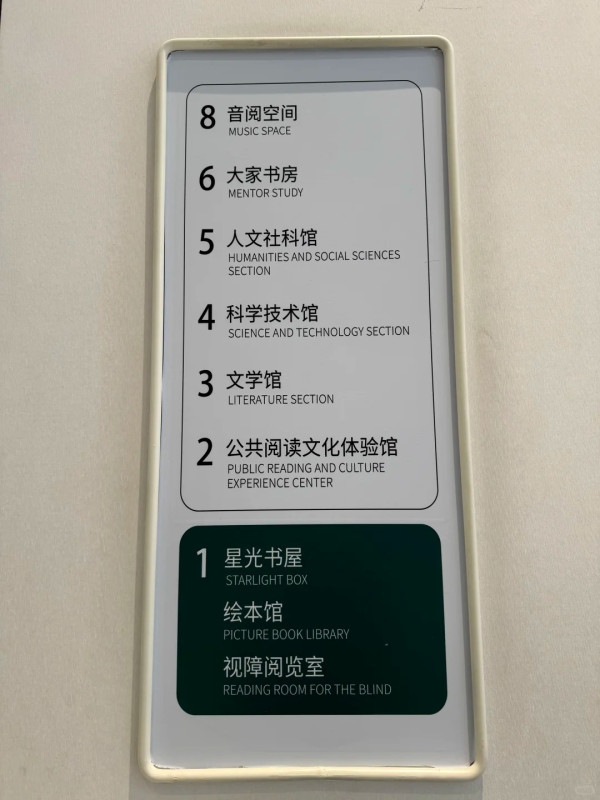 8 音阅空间
MUSIC SPACE
6 大家书房
MENTOR STUDY
5 人文社科馆
HUMANITIES AND SOCIAL SCIENCES
SECTION
4 科学技术馆
SCIENCE AND TECHNOLOGY SECTION
3 文学馆
LITERATURE SECTION
2 公共阅读文化体验馆
PUBLIC READING AND CULTURE
EXPERIENCE CENTER
1 星光书屋
STARLIGHT BOX
绘本馆
PICTURE BOOK LIBRARY
视障阅览室
READING ROOM FOR THE BLIND